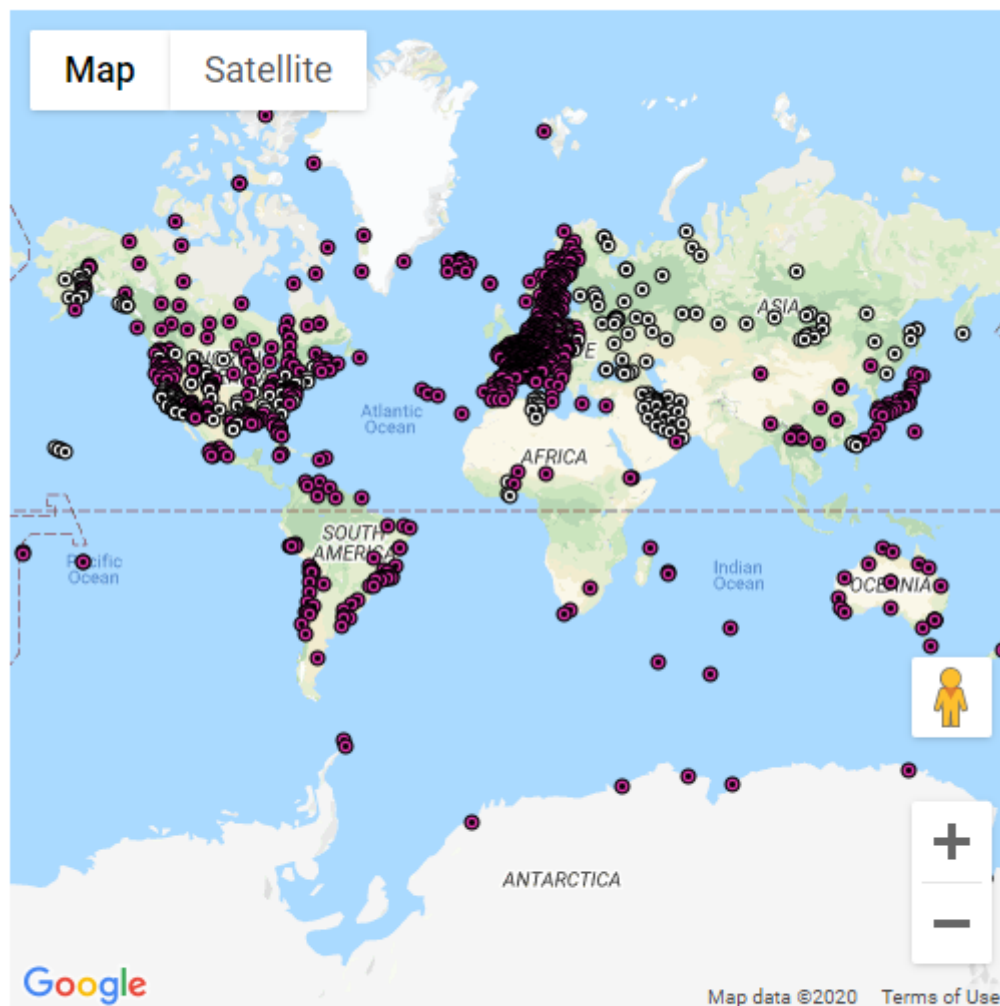 Map
Satellite
ASIA
Atlantic
Ocean
AFRICA
SOUTH
AMERICA
Pacific
Ocean
Indian
Ocean
OCEANIA
ANTARCTICA
Google
Map data ©2020
Terms of Use